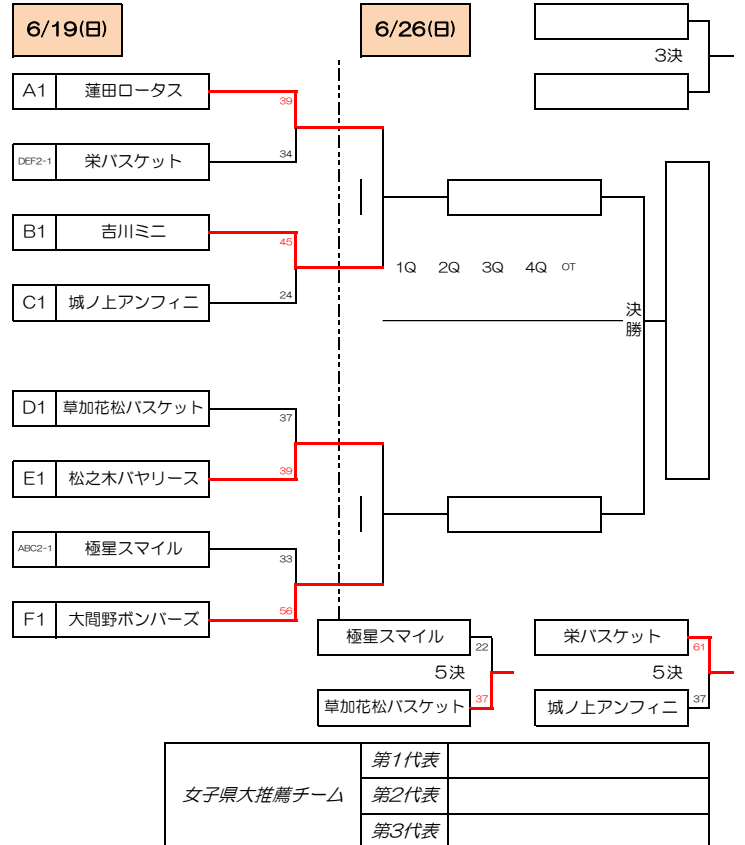 6/19(日)
6/26(日)
3決
A1 蓮田ロータス
39
DEF2-1 栄バスケット
34
B1 吉川ミニ
45
C1 城ノ上アンフィニ
24
1Q 2Q 3Q 4Q OT
決勝
D1 草加花松バスケット
37
E1 松之木バヤリース
39
ABC2-1 極星スマイル
33
F1 大間野ボンバーズ
56
極星スマイル
22
5決
草加花松バスケット
37
栄バスケット
61
5決
城ノ上アンフィニ
37
女子県大推薦チーム
第1代表
第2代表
第3代表